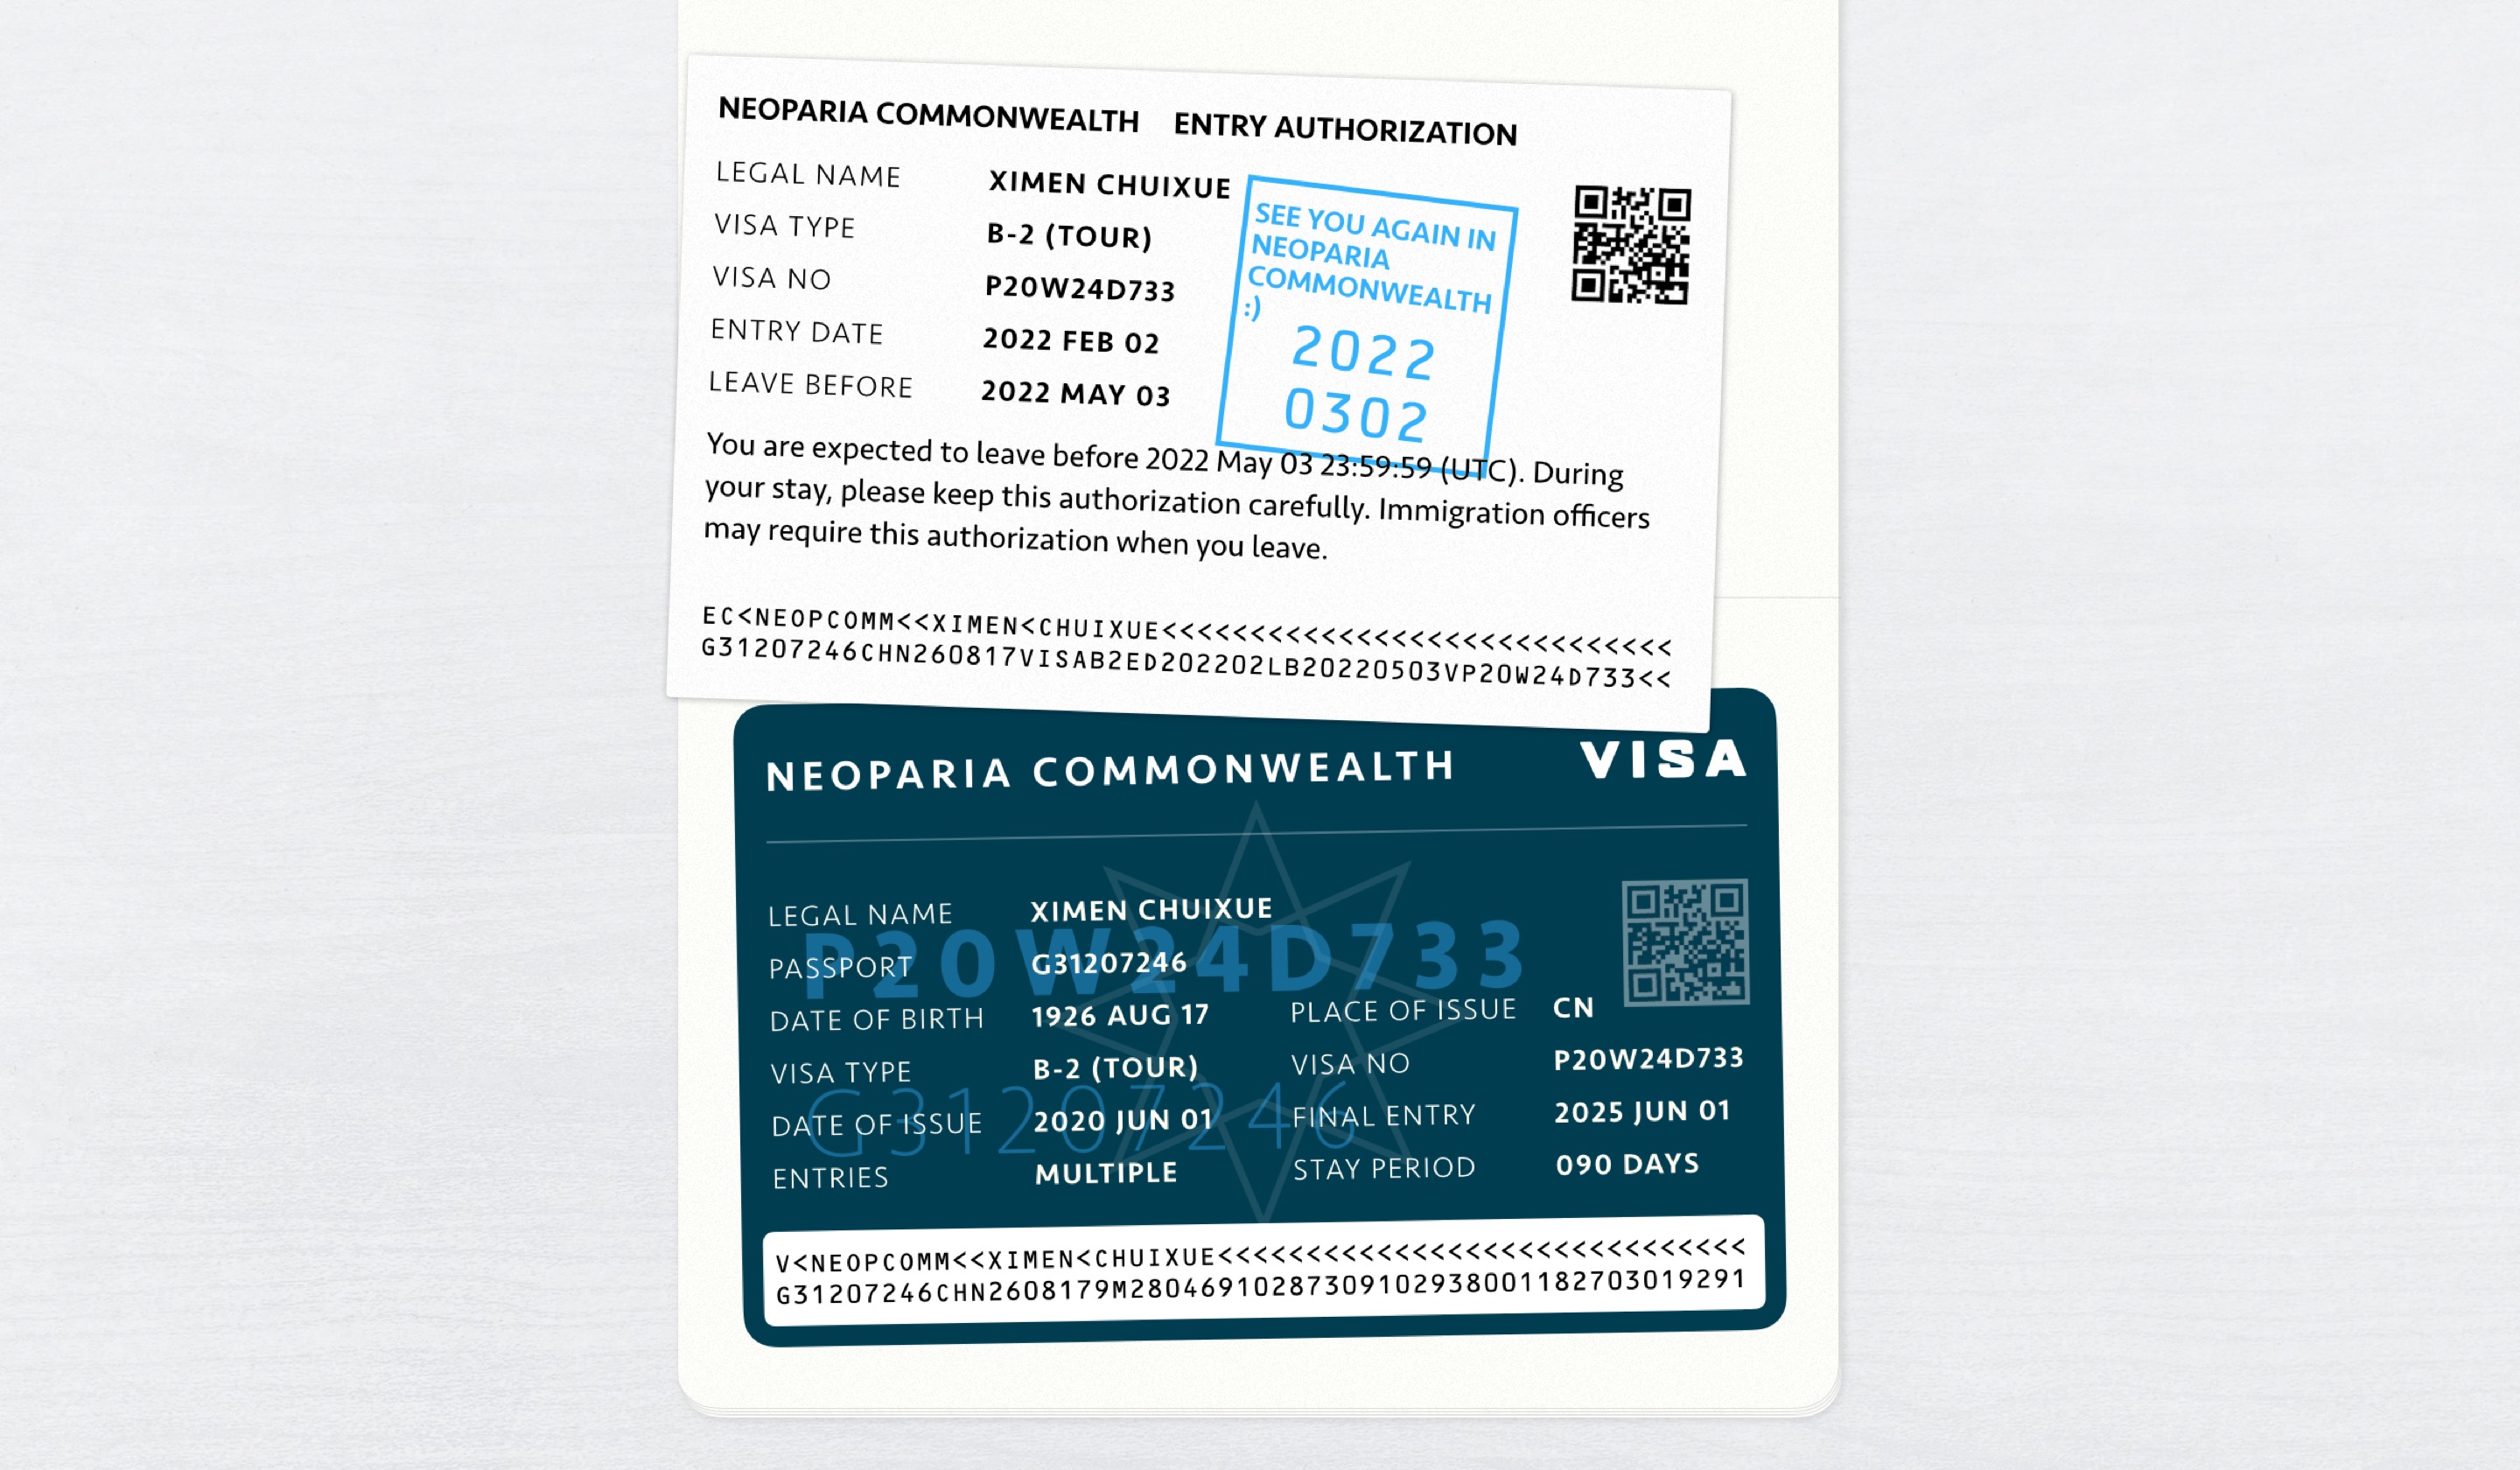 NEOPARIA COMMONWEALTH ENTRY AUTHORIZATION
LEGAL NAME XIMEN CHUIXUE
VISA TYPE B-2 (TOUR)
VISA NO P20W24D733
ENTRY DATE 2022 FEB 02
LEAVE BEFORE 2022 MAY 03
SEE YOU AGAIN IN
NEOPARIA
COMMONWEALTH
:)
2022
0302
You are expected to leave before 2022 May 03 23:59:59 (UTC). During
your stay, please keep this authorization carefully. Immigration officers
may require this authorization when you leave.
EC<NEOPCOMM<<XIMEN<CHUIXUE<<<<<<<<<<<<<<<<<<<<<<<<<<<<<
G31207246CHN260817VISAB2ED202202LB20220503VP20W24D733<<
NEOPARIA COMMONWEALTH VISA
LEGAL NAME XIMEN CHUIXUE
P20W24D733
PASSPORT G31207246
DATE OF BIRTH 1926 AUG 17 PLACE OF ISSUE CN
VISA TYPE B-2 (TOUR) VISA NO P20W24D733
G31207246
DATE OF ISSUE 2020 JUN 01 FINAL ENTRY 2025 JUN 01
ENTRIES MULTIPLE STAY PERIOD 090 DAYS
V<NEOPCOMM<<XIMEN<CHUIXUE<<<<<<<<<<<<<<<<<<<<<<<<<<<<<<
G31207246CHN2608179M28046910287309102938001182703019291